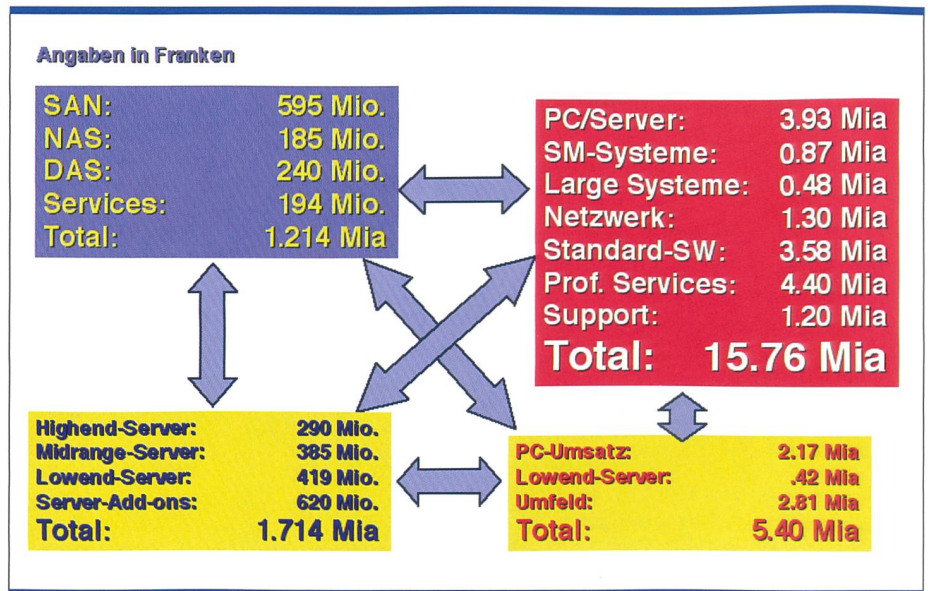 Angaben in Franken
SAN: 595 Mio.
NAS: 185 Mio.
DAS: 240 Mio.
Services: 194 Mio.
Total: 1.214 Mia
PC/Server: 3.93 Mia
SM-Systeme: 0.87 Mia
Large Systeme: 0.48 Mia
Netzwerk: 1.30 Mia
Standard-SW: 3.58 Mia
Prof. Services: 4.40 Mia
Support: 1.20 Mia
Total: 15.76 Mia
Highend-Server: 290 Mio.
Midrange-Server: 385 Mio.
Lowend-Server: 419 Mio.
Server-Add-ons: 620 Mio.
Total: 1.714 Mia
PC-Umsatz: 2.17 Mia
Lowend-Server: .42 Mia
Umfeld: 2.81 Mia
Total: 5.40 Mia